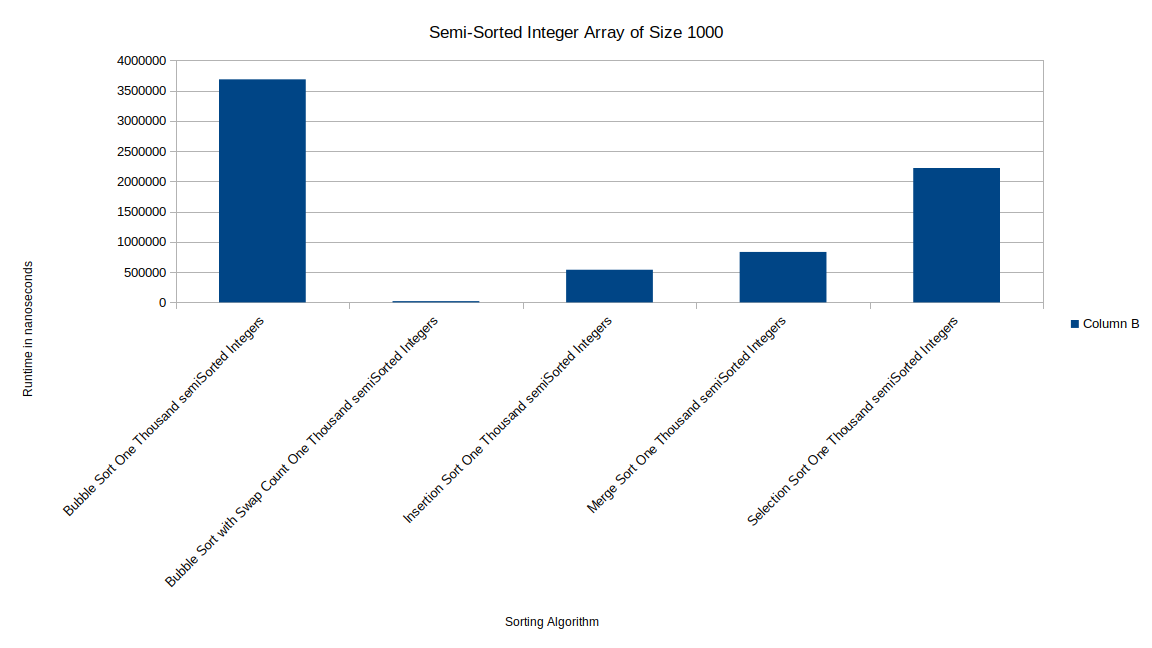 Semi-Sorted Integer Array of Size 1000
4000000
3500000
3000000
2500000
2000000
1500000
1000000
500000
0
Runtime in nanoseconds
Bubble Sort One Thousand semiSorted Integers
Bubble Sort with Swap Count One Thousand semiSorted Integers
Insertion Sort One Thousand semiSorted Integers
Merge Sort One Thousand semiSorted Integers
Selection Sort One Thousand semiSorted Integers
Column B
Sorting Algorithm